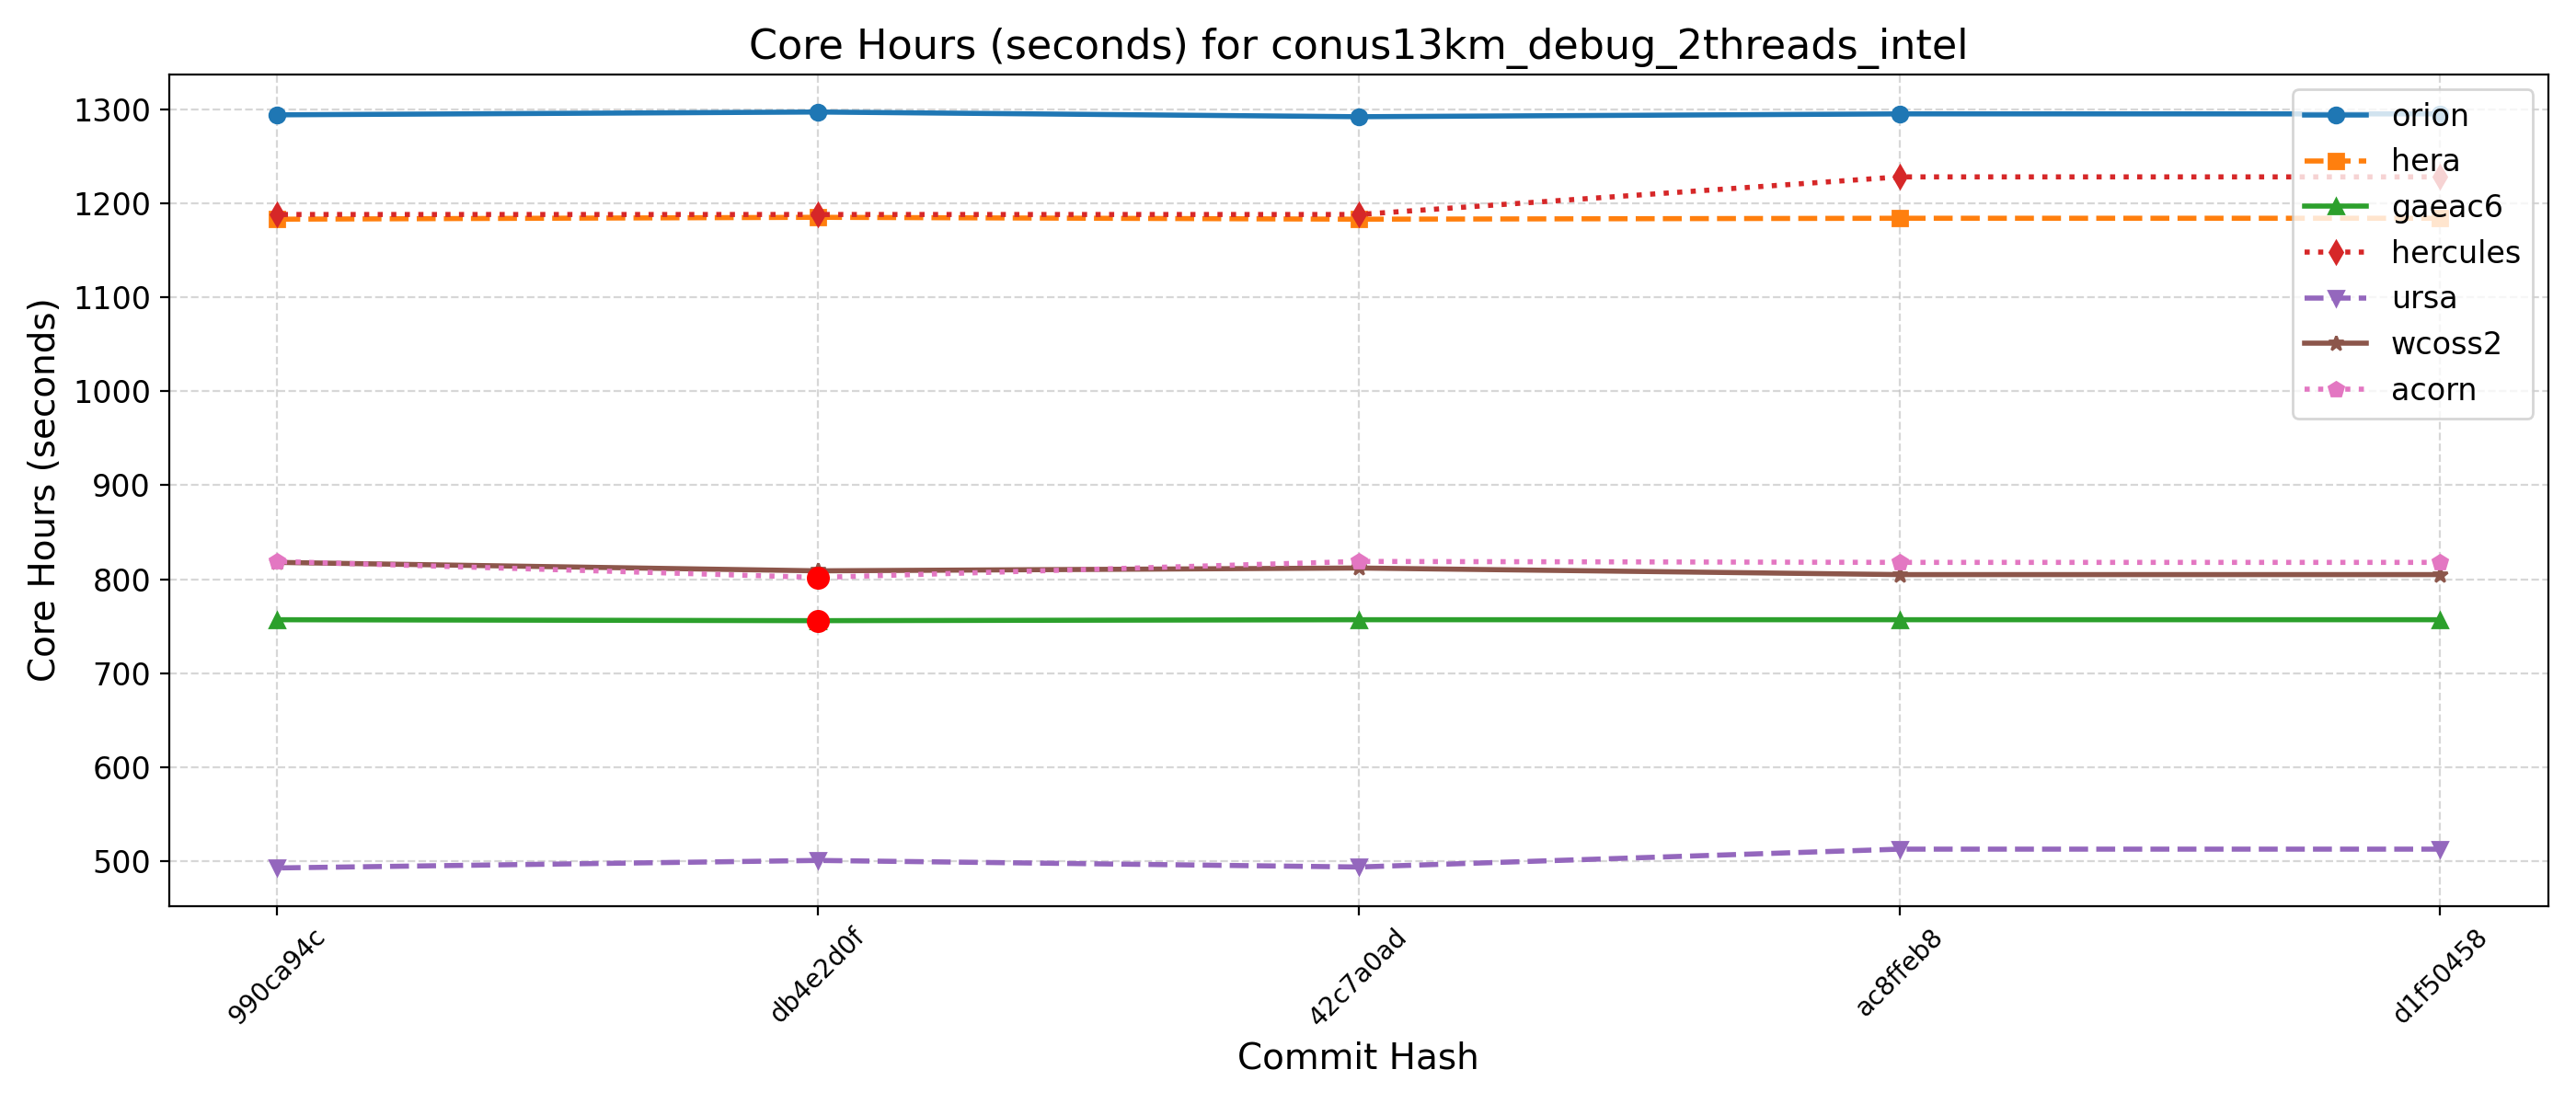 Core Hours (seconds) for conus13km_debug_2threads_intel
Core Hours (seconds)
1300
1200
1100
1000
900
800
700
600
500
orion
hera
gaeac6
hercules
ursa
wcoss2
acorn
990ca94c
db4e2d0f
42c7a0ad
ac8ffeb8
d1f50458
Commit Hash